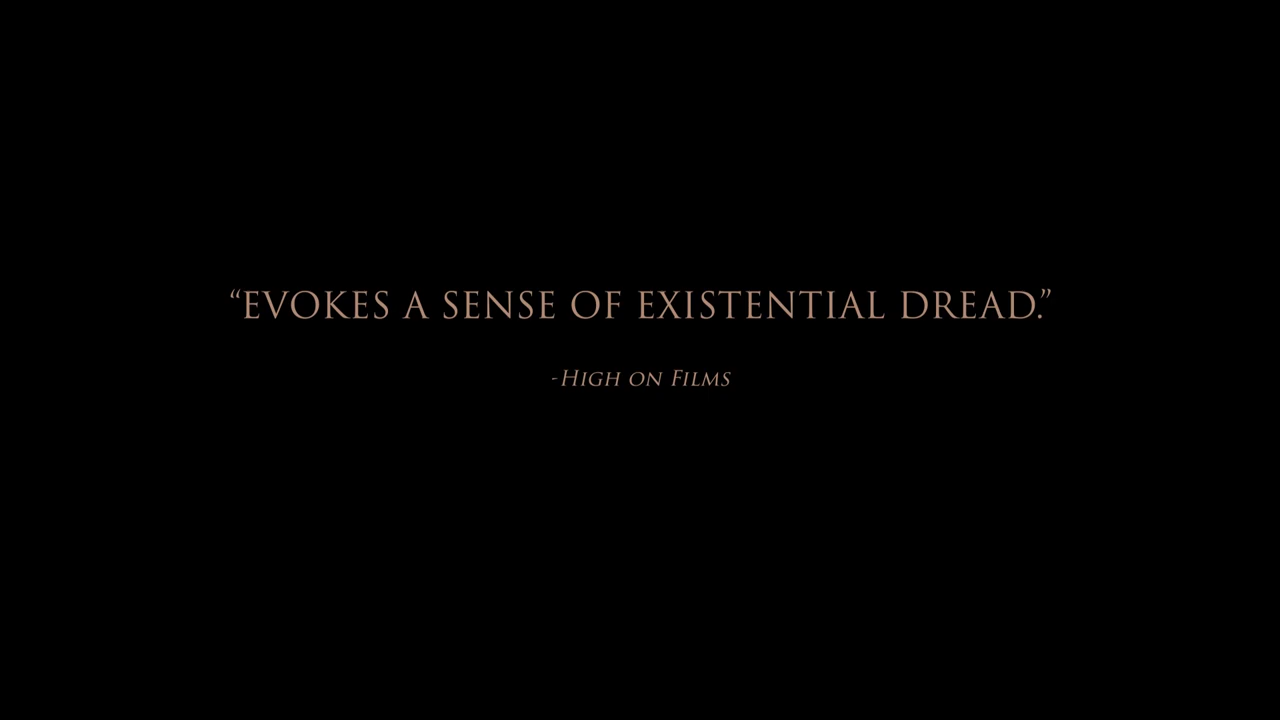 “EVOKES A SENSE OF EXISTENTIAL DREAD.”
-High on Films